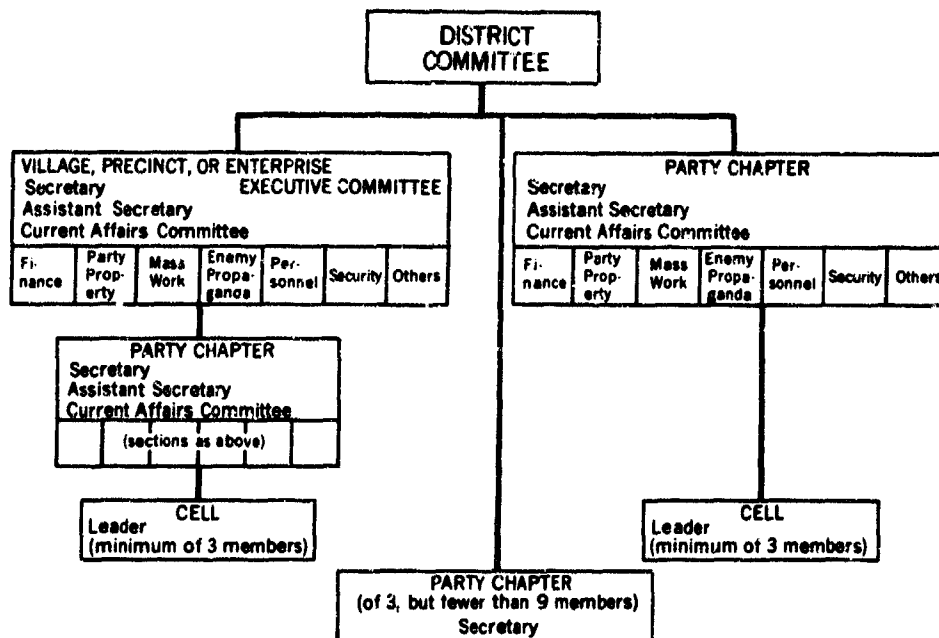 DISTRICT
COMMITTEE
VILLAGE, PRECINCT, OR ENTERPRISE
Secretary EXECUTIVE COMMITTEE
Assistant Secretary
Current Affairs Committee
Fi-
nance
Party
Prop-
erty
Mass
Work
Enemy
Propa-
ganda
Per-
sonnel
Security
Others
PARTY CHAPTER
Secretary
Assistant Secretary
Current Affairs Committee
Fi-
nance
Party
Prop-
erty
Mass
Work
Enemy
Propa-
ganda
Per-
sonnel
Security
Others
PARTY CHAPTER
Secretary
Assistant Secretary
Current Affairs Committee
(sections as above)
CELL
Leader
(minimum of 3 members)
CELL
Leader
(minimum of 3 members)
PARTY CHAPTER
(of 3, but fewer than 9 members)
Secretary